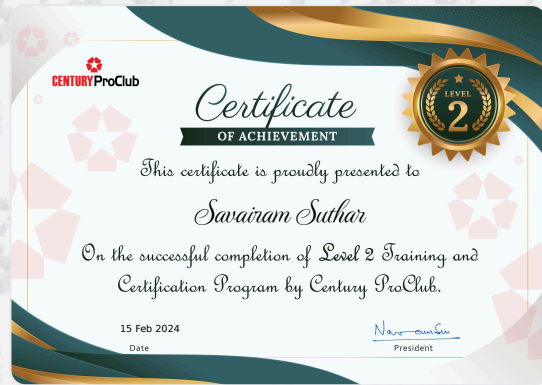 CENTURY ProClub
Certificate
OF ACHIEVEMENT
LEVEL
2
This certificate is proudly presented to
Savairam Suthar
On the successful completion of Level 2 Training and
Certification Program by Century ProClub.
15 Feb 2024
Date
President